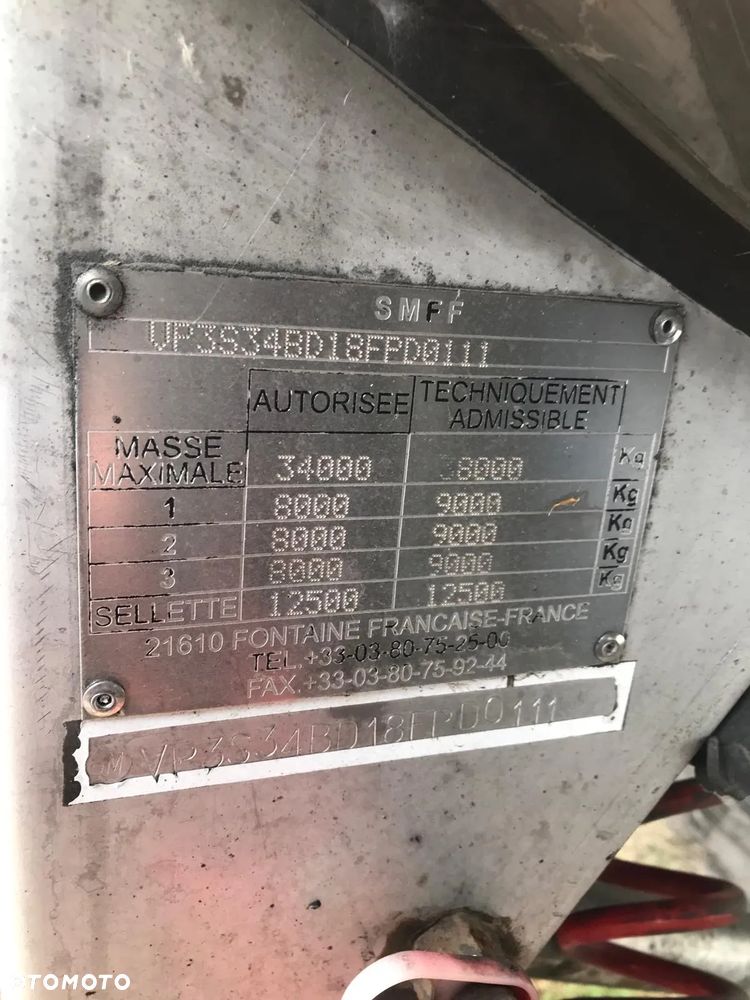 SMFF
VP3S34BD18FPD0111
AUTORISEE TECHNIQUEMENT ADMISSIBLE
MASSE MAXIMALE 34000 38000 Kg
1 8000 9000 Kg
2 8000 9000 Kg
3 8000 9000 Kg
SELLETTE 12500 12500 Kg
21610 FONTAINE FRANCAISE-FRANCE
TEL.+33-03-80-75-25-00
FAX.+33-03-80-75-92-44
VP3S34BD18FPD0111
OTOMOTO